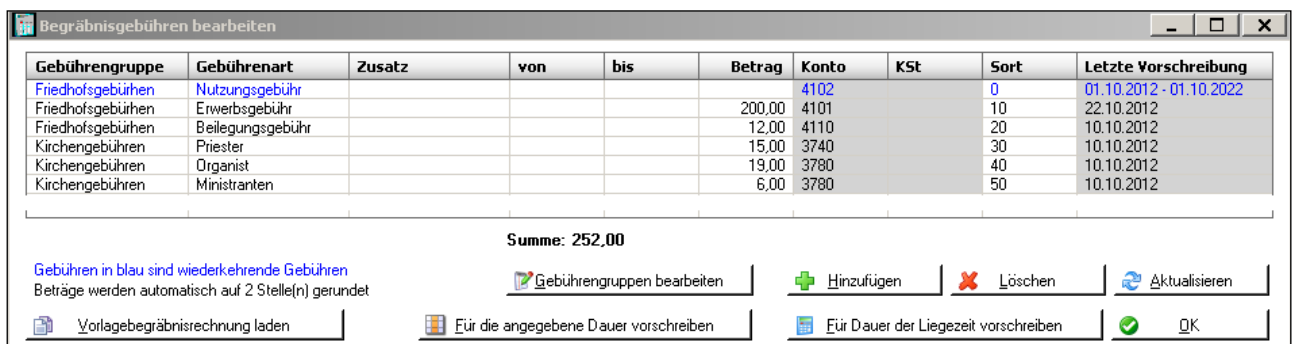 Begräbnisgebühren bearbeiten
Gebührengruppe Gebührenart Zusatz von bis Betrag Konto KSt Sort Letzte Vorschreibung
Friedhofsgebürhen Nutzungsgebühr 4102 0 01.10.2012 - 01.10.2022
Friedhofsgebürhen Erwerbsgebühr 200,00 4101 10 22.10.2012
Friedhofsgebürhen Beilegungsgebühr 12,00 4110 20 10.10.2012
Kirchengebühren Priester 15,00 3740 30 10.10.2012
Kirchengebühren Organist 19,00 3780 40 10.10.2012
Kirchengebühren Ministranten 6,00 3780 50 10.10.2012
Summe: 252,00
Gebühren in blau sind wiederkehrende Gebühren
Beträge werden automatisch auf 2 Stelle(n) gerundet
Gebührengruppen bearbeiten Hinzufügen Löschen Aktualisieren
Vorlagebegräbnisrechnung laden Für die angegebene Dauer vorschreiben Für Dauer der Liegezeit vorschreiben OK